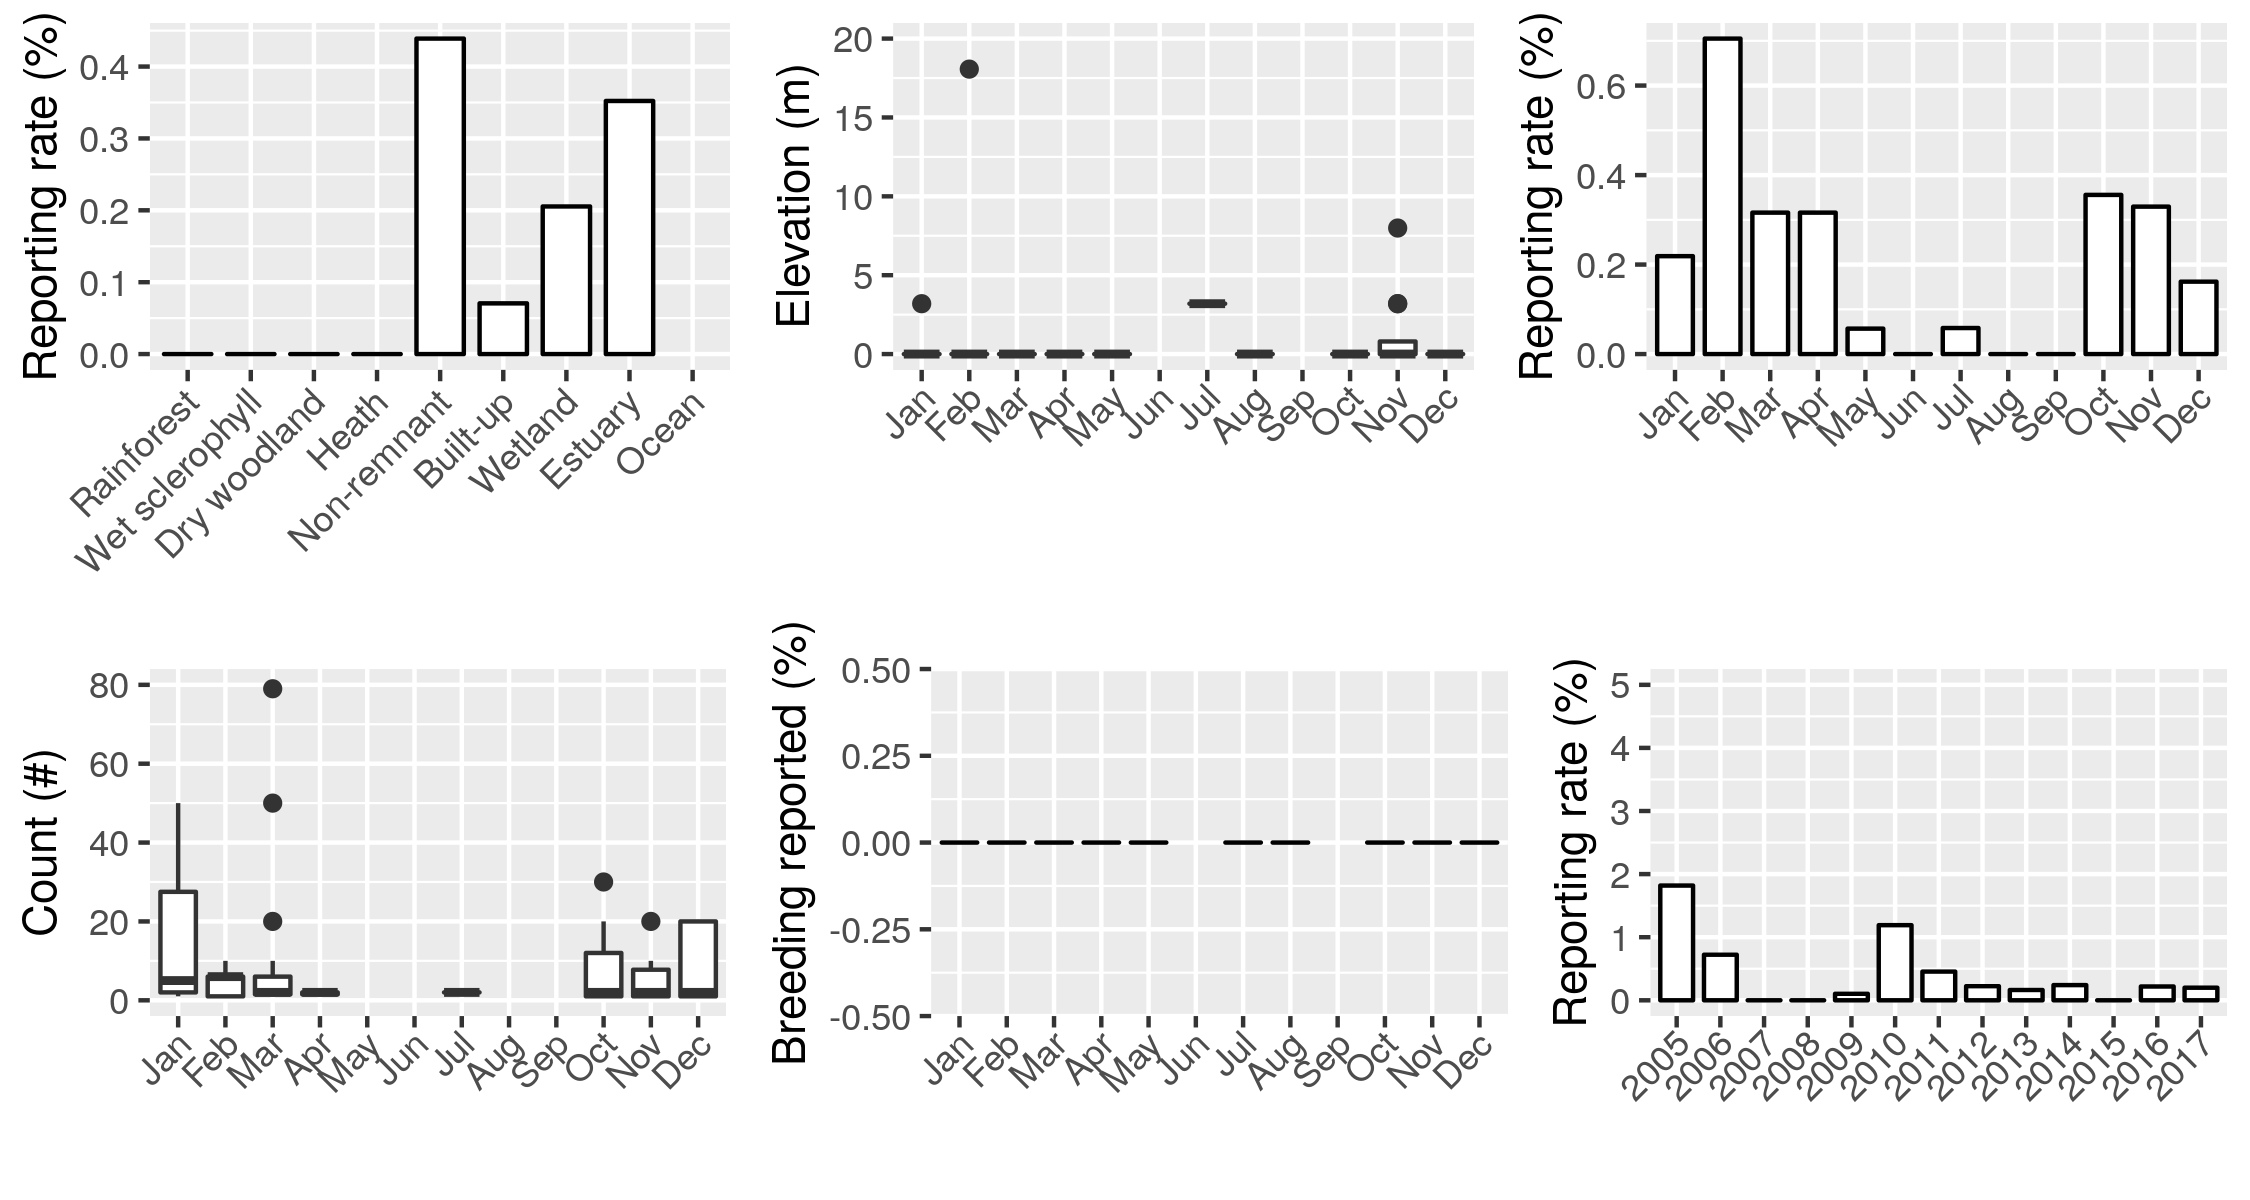 Reporting rate (%)
0.4
0.3
0.2
0.1
0.0
Rainforest
Wet sclerophyll
Dry woodland
Heath
Non-remnant
Built-up
Wetland
Estuary
Ocean
Elevation (m)
20
15
10
5
0
Jan
Feb
Mar
Apr
May
Jun
Jul
Aug
Sep
Oct
Nov
Dec
Reporting rate (%)
0.6
0.4
0.2
0.0
Jan
Feb
Mar
Apr
May
Jun
Jul
Aug
Sep
Oct
Nov
Dec
Count (#)
80
60
40
20
0
Jan
Feb
Mar
Apr
May
Jun
Jul
Aug
Sep
Oct
Nov
Dec
Breeding reported (%)
0.50
0.25
0.00
-0.25
-0.50
Jan
Feb
Mar
Apr
May
Jun
Jul
Aug
Sep
Oct
Nov
Dec
Reporting rate (%)
5
4
3
2
1
0
2005
2006
2007
2008
2009
2010
2011
2012
2013
2014
2015
2016
2017